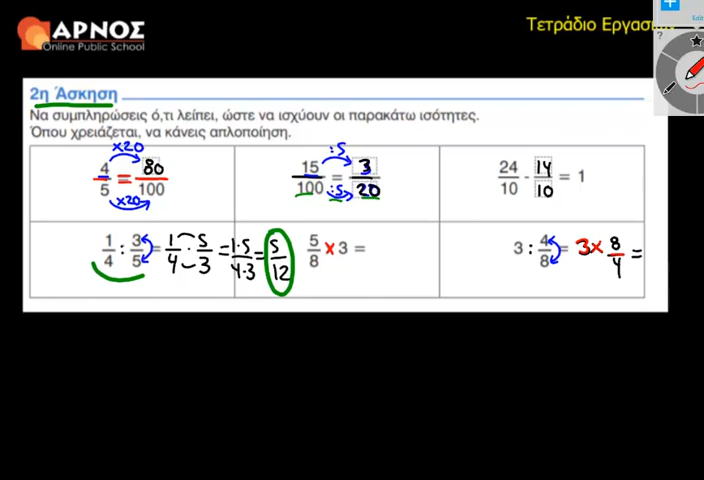 ΑΡΝΟΣ
Online Public School
Τετράδιο Εργασι
2η Άσκηση
Να συμπληρώσεις ό,τι λείπει, ώστε να ισχύουν οι παρακάτω ισότητες.
Όπου χρειάζεται, να κάνεις απλοποίηση.
x20 :5
4/5 = 80/100 15/100 = 3/20 24/10 - 14/10 = 1
x20 :5
1/4 : 3/5 = 1/4 · 5/3 = 1·5/4·3 = 5/12 5/8 x 3 = 3 : 4/8 = 3 x 8/4 =